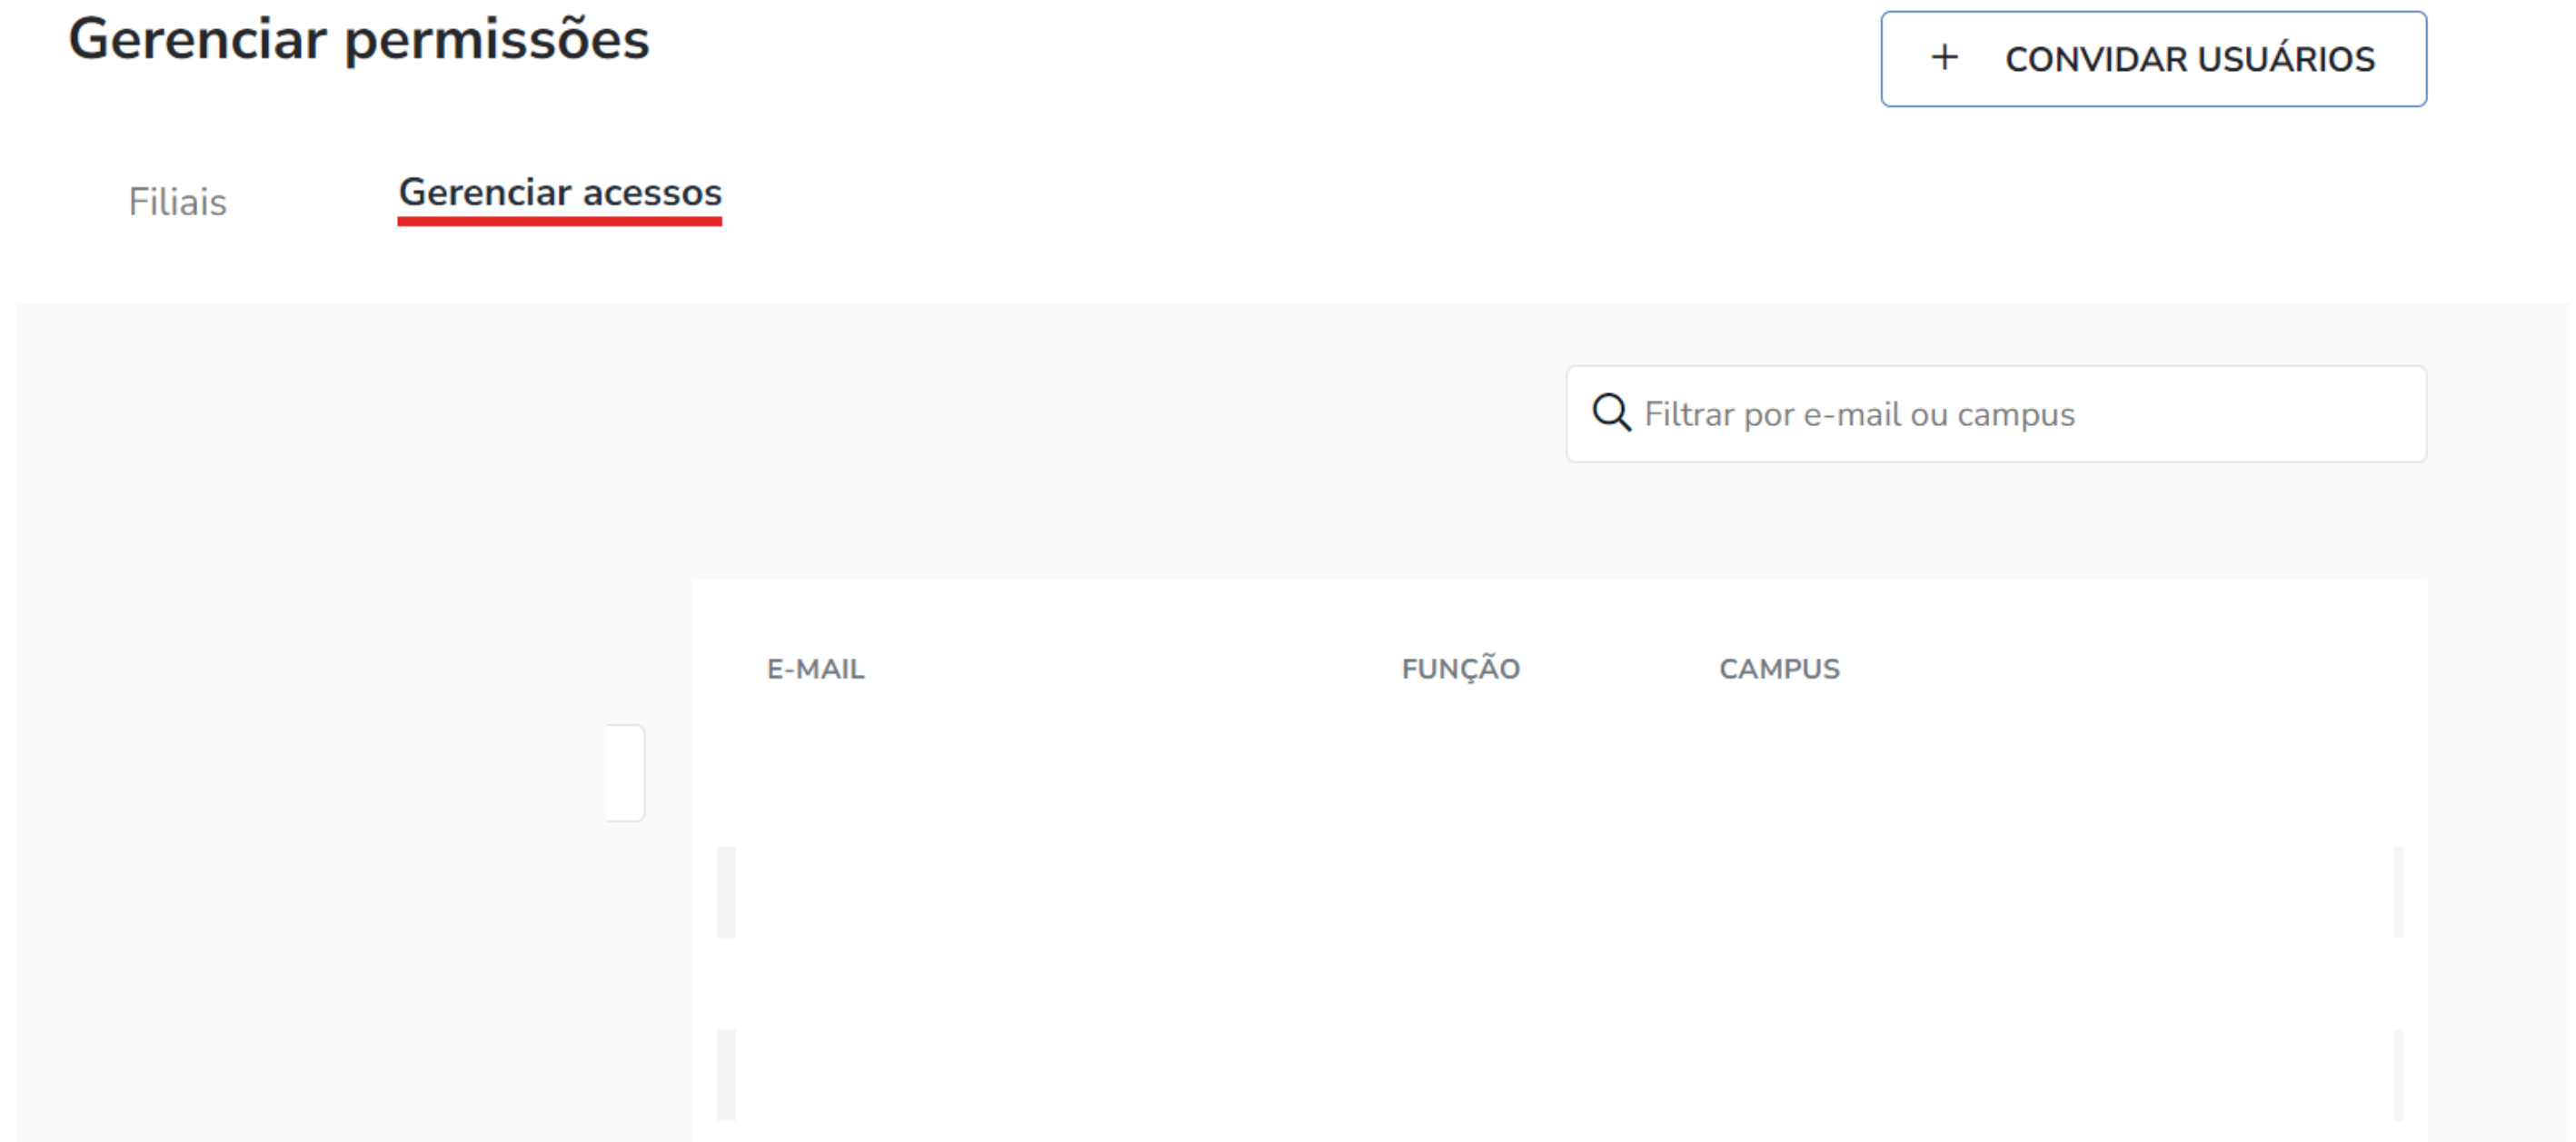 Gerenciar permissões
+ CONVIDAR USUÁRIOS
Filiais
Gerenciar acessos
Filtrar por e-mail ou campus
E-MAIL
FUNÇÃO
CAMPUS